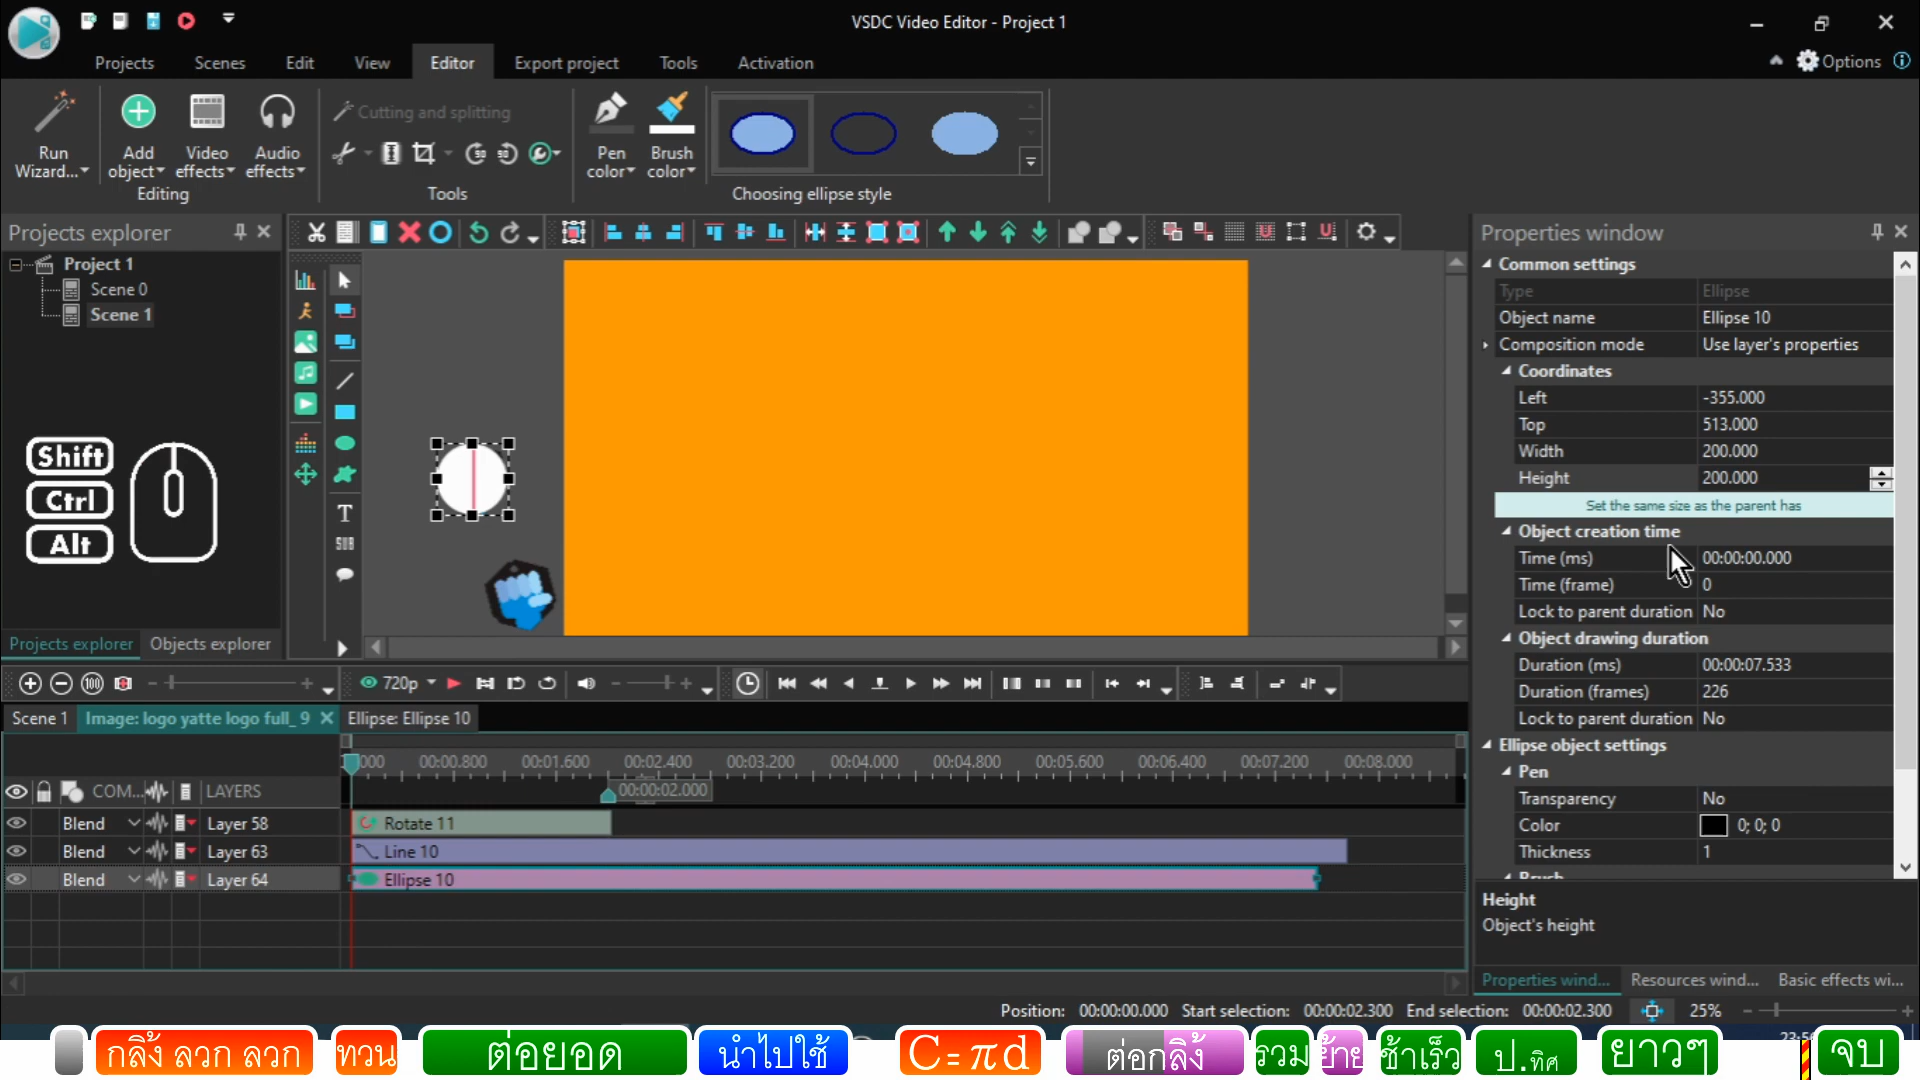 VSDC Video Editor - Project 1
Projects Scenes Edit View Editor Export project Tools Activation
Options
Cutting and splitting
Run Wizard...
Add object
Video effects
Audio effects
Pen color
Brush color
Editing
Tools
Choosing ellipse style
Projects explorer
Project 1
Scene 0
Scene 1
Shift
Ctrl
Alt
Projects explorer Objects explorer
T
SUB
Properties window
Common settings
Type Ellipse
Object name Ellipse 10
Composition mode Use layer's properties
Coordinates
Left -355.000
Top 513.000
Width 200.000
Height 200.000
Set the same size as the parent has
Object creation time
Time (ms) 00:00:00.000
Time (frame) 0
Lock to parent duration No
Object drawing duration
Duration (ms) 00:00:07.533
Duration (frames) 226
Lock to parent duration No
Ellipse object settings
Pen
Transparency No
Color 0; 0; 0
Thickness 1
Height
Object's height
Properties wind... Resources wind... Basic effects wi...
720p
Scene 1 Image: logo yatte logo full_ 9 Ellipse: Ellipse 10
000 00:00.800 00:01.600 00:02.400 00:03.200 00:04.000 00:04.800 00:05.600 00:06.400 00:07.200 00:08.000
00:00:02.000
COM... LAYERS
Blend Layer 58 Rotate 11
Blend Layer 63 Line 10
Blend Layer 64 Ellipse 10
Position: 00:00:00.000 Start selection: 00:00:02.300 End selection: 00:00:02.300 25%
กลิ้ง ลวก ลวก ทวน ต่อยอด นำไปใช้ C = πd ต่อกลิ้ง รวม ย้าย ช้าเร็ว ป.ทิศ ยาวๆ จบ